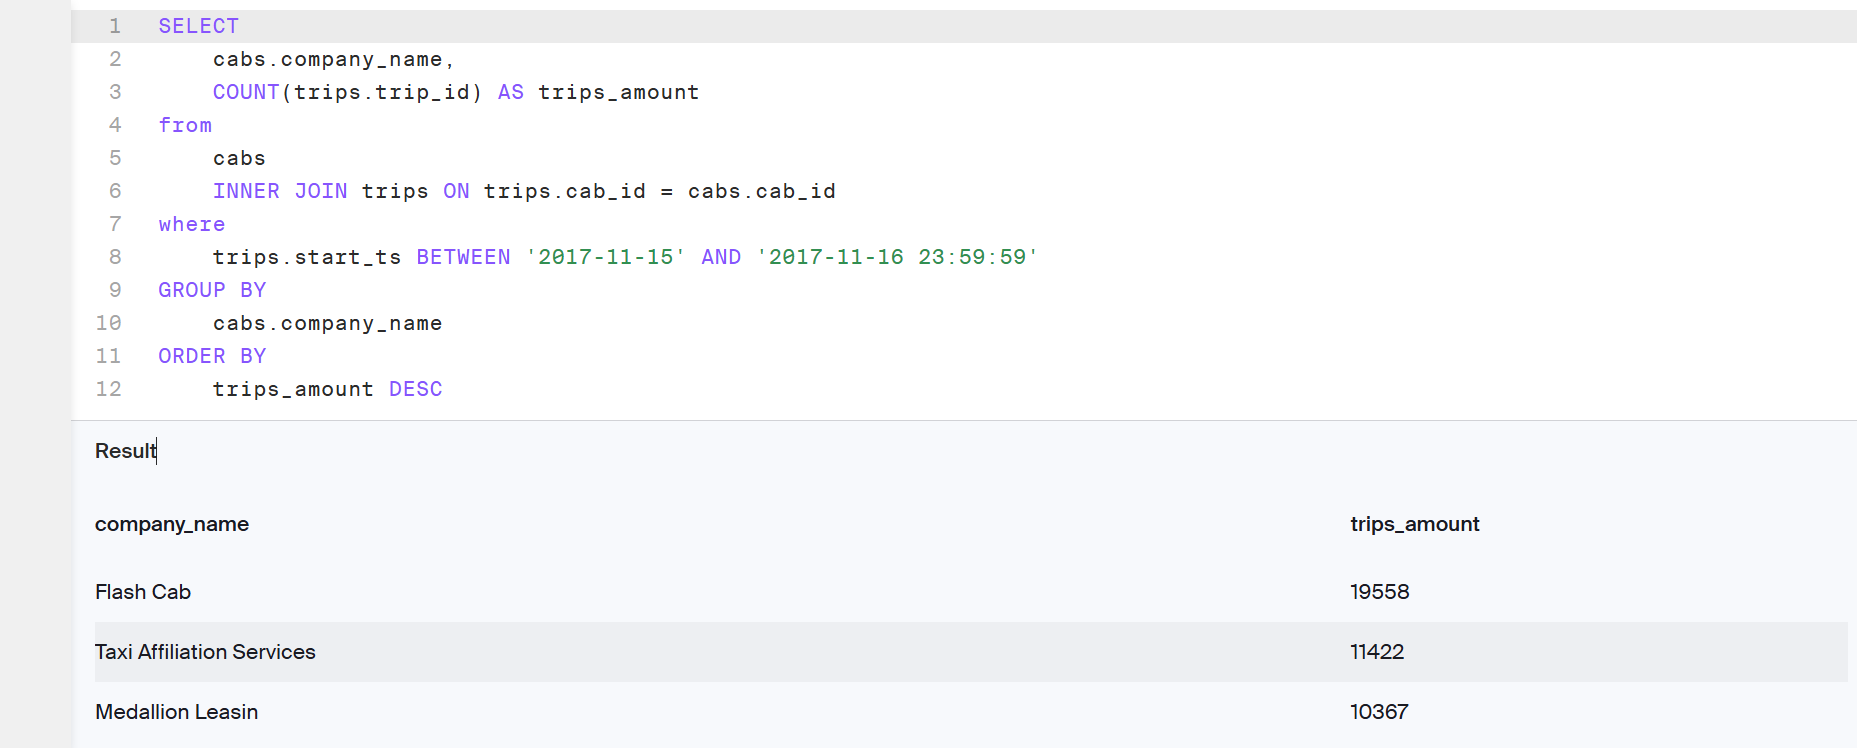 1 SELECT
2 cabs.company_name,
3 COUNT(trips.trip_id) AS trips_amount
4 from
5 cabs
6 INNER JOIN trips ON trips.cab_id = cabs.cab_id
7 where
8 trips.start_ts BETWEEN '2017-11-15' AND '2017-11-16 23:59:59'
9 GROUP BY
10 cabs.company_name
11 ORDER BY
12 trips_amount DESC
Result
company_name trips_amount
Flash Cab 19558
Taxi Affiliation Services 11422
Medallion Leasin 10367